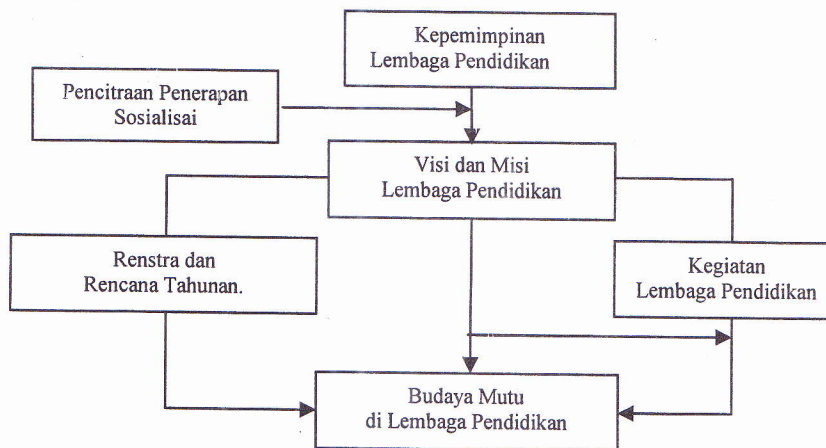 Kepemimpinan
Lembaga Pendidikan
Pencitraan Penerapan
Sosialisai
Visi dan Misi
Lembaga Pendidikan
Renstra dan
Rencana Tahunan.
Kegiatan
Lembaga Pendidikan
Budaya Mutu
di Lembaga Pendidikan